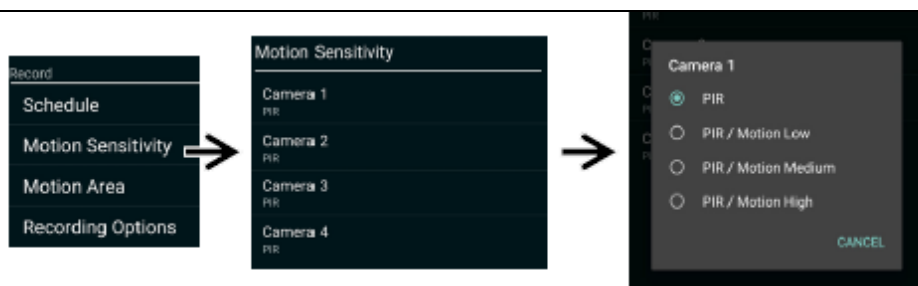 Record
Schedule
Motion Sensitivity
Motion Area
Recording Options
Motion Sensitivity
Camera 1
PIR
Camera 2
PIR
Camera 3
PIR
Camera 4
PIR
Camera 1
PIR
PIR / Motion Low
PIR / Motion Medium
PIR / Motion High
CANCEL